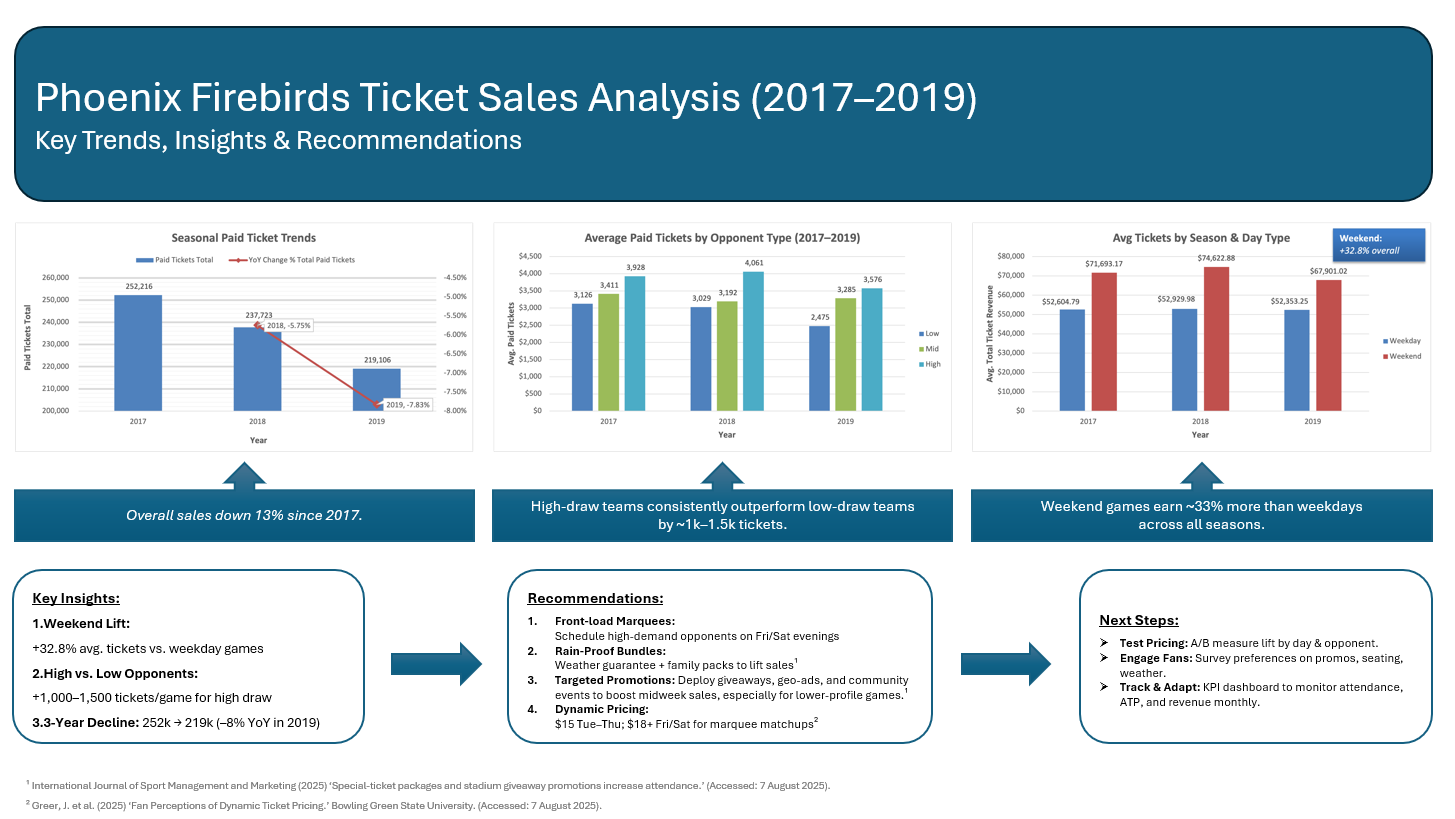 Phoenix Firebirds Ticket Sales Analysis (2017–2019)
Key Trends, Insights & Recommendations
Seasonal Paid Ticket Trends
Paid Tickets Total
YoY Change % Total Paid Tickets
260,000
250,000
240,000
230,000
220,000
210,000
200,000
Paid Tickets Total
252,216
237,723
219,106
2018, -5.75%
2019, -7.83%
-4.50%
-5.00%
-5.50%
-6.00%
-6.50%
-7.00%
-7.50%
-8.00%
2017
2018
2019
Year
Average Paid Tickets by Opponent Type (2017–2019)
$4,500
$4,000
$3,500
$3,000
$2,500
$2,000
$1,500
$1,000
$500
$0
Avg. Paid Tickets
3,126
3,411
3,928
3,029
3,192
4,061
2,475
3,285
3,576
Low
Mid
High
2017
2018
2019
Year
Avg Tickets by Season & Day Type
Weekend:
+32.8% overall
$80,000
$70,000
$60,000
$50,000
$40,000
$30,000
$20,000
$10,000
$0
Avg. Total Ticket Revenue
$52,604.79
$71,693.17
$52,929.98
$74,622.88
$52,353.25
$67,901.02
Weekday
Weekend
2017
2018
2019
Year
Overall sales down 13% since 2017.
High-draw teams consistently outperform low-draw teams
by ~1k–1.5k tickets.
Weekend games earn ~33% more than weekdays
across all seasons.
Key Insights:
1.Weekend Lift:
+32.8% avg. tickets vs. weekday games
2.High vs. Low Opponents:
+1,000–1,500 tickets/game for high draw
3.3-Year Decline: 252k → 219k (–8% YoY in 2019)
Recommendations:
1. Front-load Marquees:
Schedule high-demand opponents on Fri/Sat evenings
2. Rain-Proof Bundles:
Weather guarantee + family packs to lift sales¹
3. Targeted Promotions: Deploy giveaways, geo-ads, and community
events to boost midweek sales, especially for lower-profile games.¹
4. Dynamic Pricing:
$15 Tue–Thu; $18+ Fri/Sat for marquee matchups²
Next Steps:
➢ Test Pricing: A/B measure lift by day & opponent.
➢ Engage Fans: Survey preferences on promos, seating,
weather.
➢ Track & Adapt: KPI dashboard to monitor attendance,
ATP, and revenue monthly.
¹ International Journal of Sport Management and Marketing (2025) ‘Special-ticket packages and stadium giveaway promotions increase attendance.’ (Accessed: 7 August 2025).
² Greer, J. et al. (2025) ‘Fan Perceptions of Dynamic Ticket Pricing.’ Bowling Green State University. (Accessed: 7 August 2025).